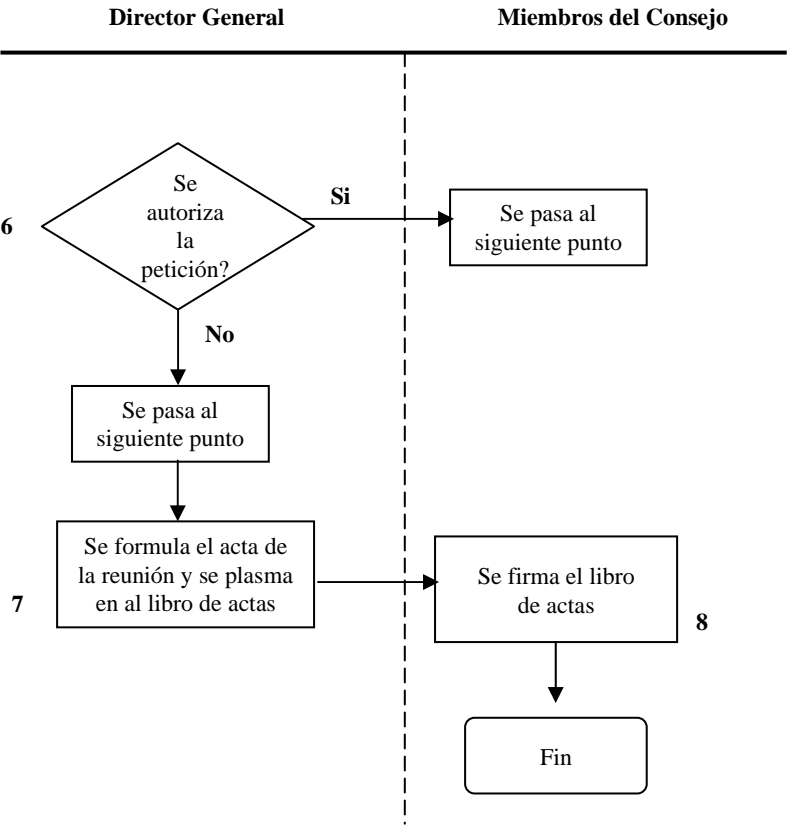 Director General
Miembros del Consejo
6
Se
autoriza
la
petición?
Si
Se pasa al
siguiente punto
No
Se pasa al
siguiente punto
7
Se formula el acta de
la reunión y se plasma
en al libro de actas
Se firma el libro
de actas
8
Fin